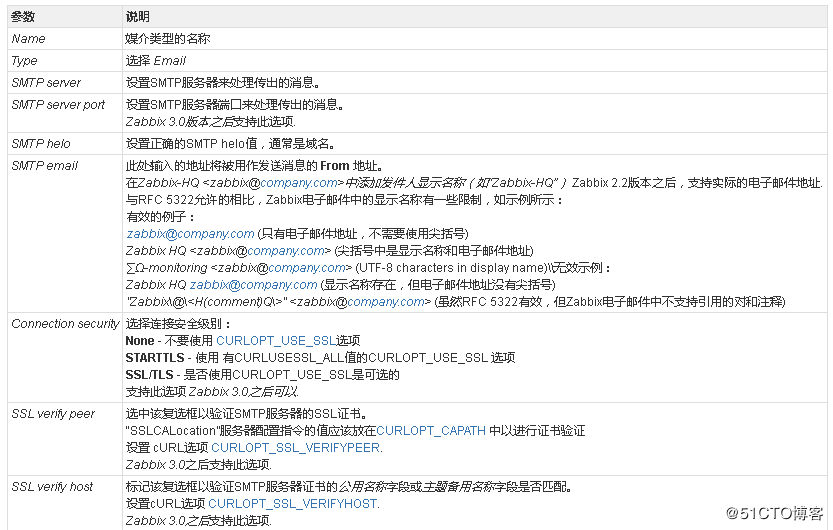 参数 说明
Name 媒介类型的名称
Type 选择 Email
SMTP server 设置SMTP服务器来处理传出的消息。
SMTP server port 设置SMTP服务器端口来处理传出的消息。
Zabbix 3.0版本之后支持此选项.
SMTP helo 设置正确的SMTP helo值，通常是域名。
SMTP email 此处输入的地址将被用作发送消息的 From 地址。
在Zabbix-HQ <zabbix@company.com>中添加发件人显示名称（如"Zabbix-HQ"） Zabbix 2.2版本之后，支持实际的电子邮件地址.
与RFC 5322允许的相比，Zabbix电子邮件中的显示名称有一些限制，如示例所示：
有效的例子：
zabbix@company.com (只有电子邮件地址，不需要使用尖括号)
Zabbix HQ <zabbix@company.com> (尖括号中是显示名称和电子邮件地址)
∑Ω-monitoring <zabbix@company.com> (UTF-8 characters in display name)\\无效示例：
Zabbix HQ zabbix@company.com (显示名称存在，但电子邮件地址没有尖括号)
"Zabbix\@\<H(comment)Q\>" <zabbix@company.com> (虽然RFC 5322有效，但Zabbix电子邮件中不支持引用的对和注释)
Connection security 选择连接安全级别：
None - 不要使用 CURLOPT_USE_SSL选项
STARTTLS - 使用 有CURLUSESSL_ALL值的CURLOPT_USE_SSL 选项
SSL/TLS - 是否使用CURLOPT_USE_SSL是可选的
支持此选项 Zabbix 3.0之后可以.
SSL verify peer 选中该复选框以验证SMTP服务器的SSL证书。
"SSLCALocation"服务器配置指令的值应该放在CURLOPT_CAPATH 中以进行证书验证
设置 cURL选项 CURLOPT_SSL_VERIFYPEER.
Zabbix 3.0之后支持此选项.
SSL verify host 标记该复选框以验证SMTP服务器证书的公用名称字段或主题备用名称字段是否匹配。
设置cURL选项 CURLOPT_SSL_VERIFYHOST.
Zabbix 3.0之后支持此选项.
@51CTO博客